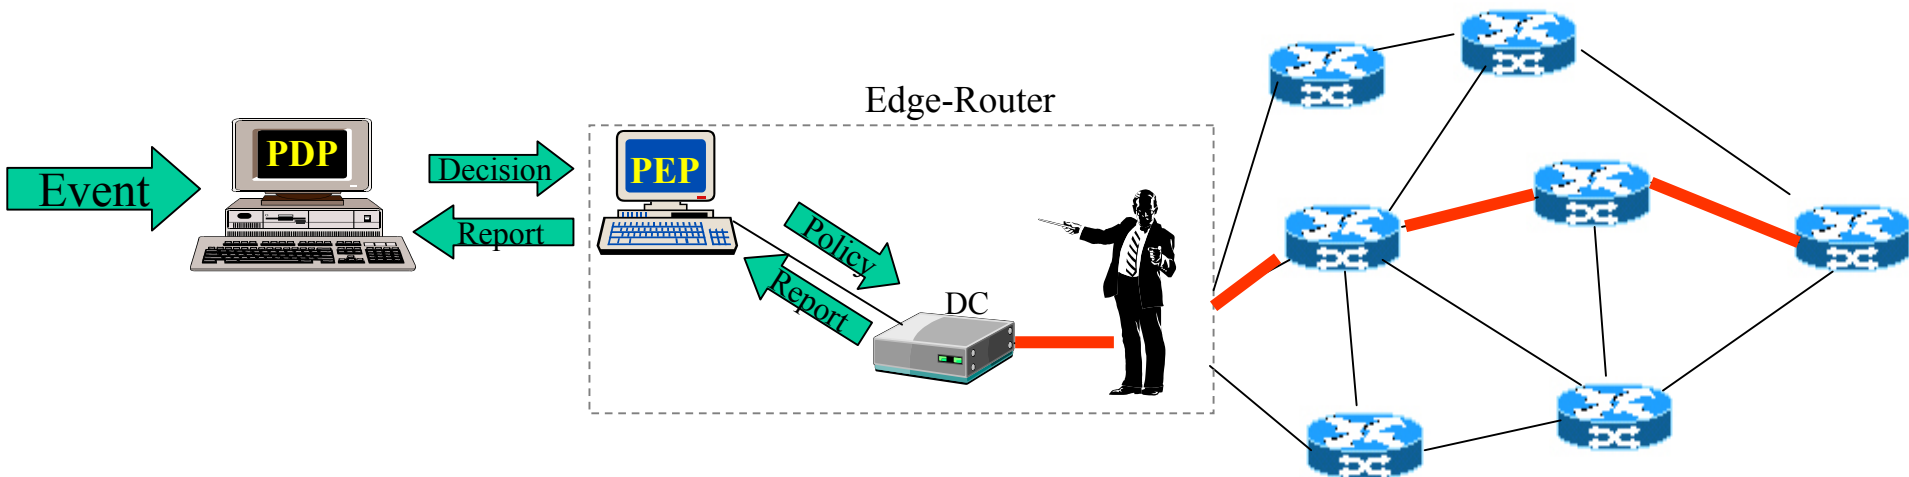 Edge-Router
Event
PDP
Decision
Report
PEP
Policy
Report
DC